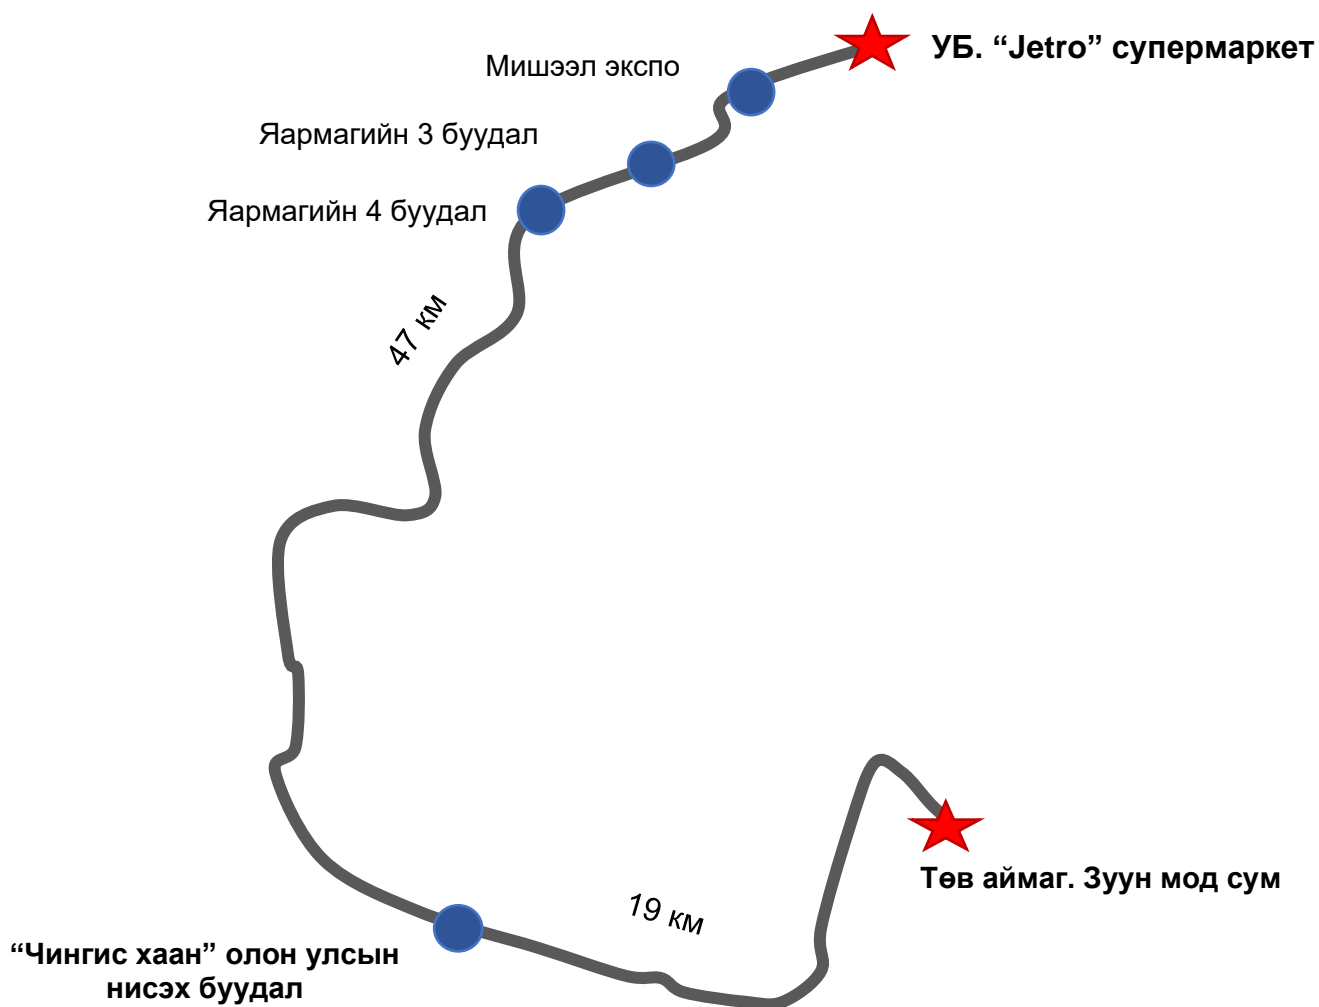 УБ. “Jetro” супермаркет
Мишээл экспо
Яармагийн 3 буудал
Яармагийн 4 буудал
47 км
Төв аймаг. Зуун мод сум
19 км
“Чингис хаан” олон улсын
нисэх буудал